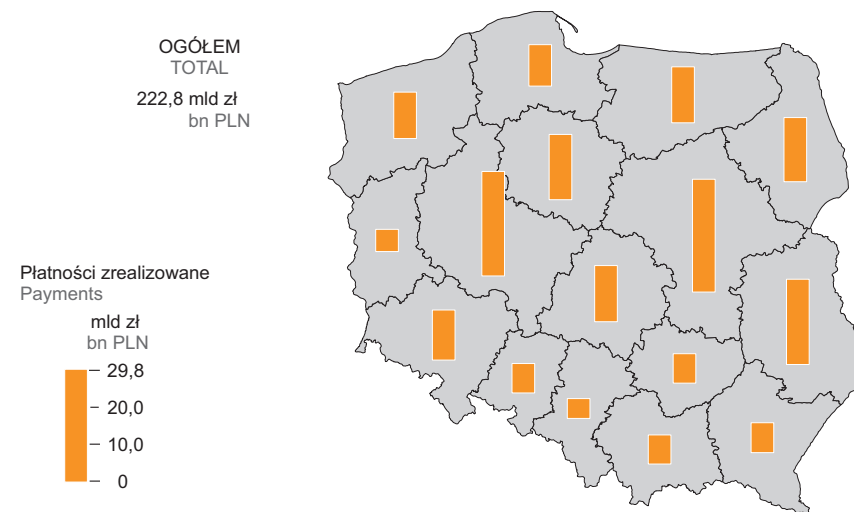 OGÓŁEM
TOTAL
222,8 mld zł
bn PLN
Płatności zrealizowane
Payments
mld zł
bn PLN
29,8
20,0
10,0
0